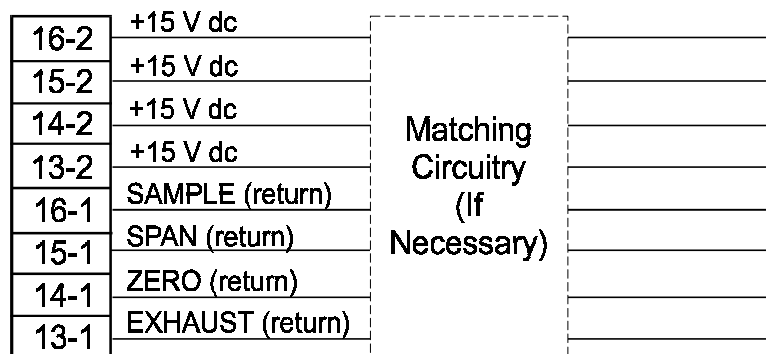 16-2 +15 V dc
15-2 +15 V dc
14-2 +15 V dc
13-2 +15 V dc
16-1 SAMPLE (return)
15-1 SPAN (return)
14-1 ZERO (return)
13-1 EXHAUST (return)
Matching
Circuitry
(If
Necessary)